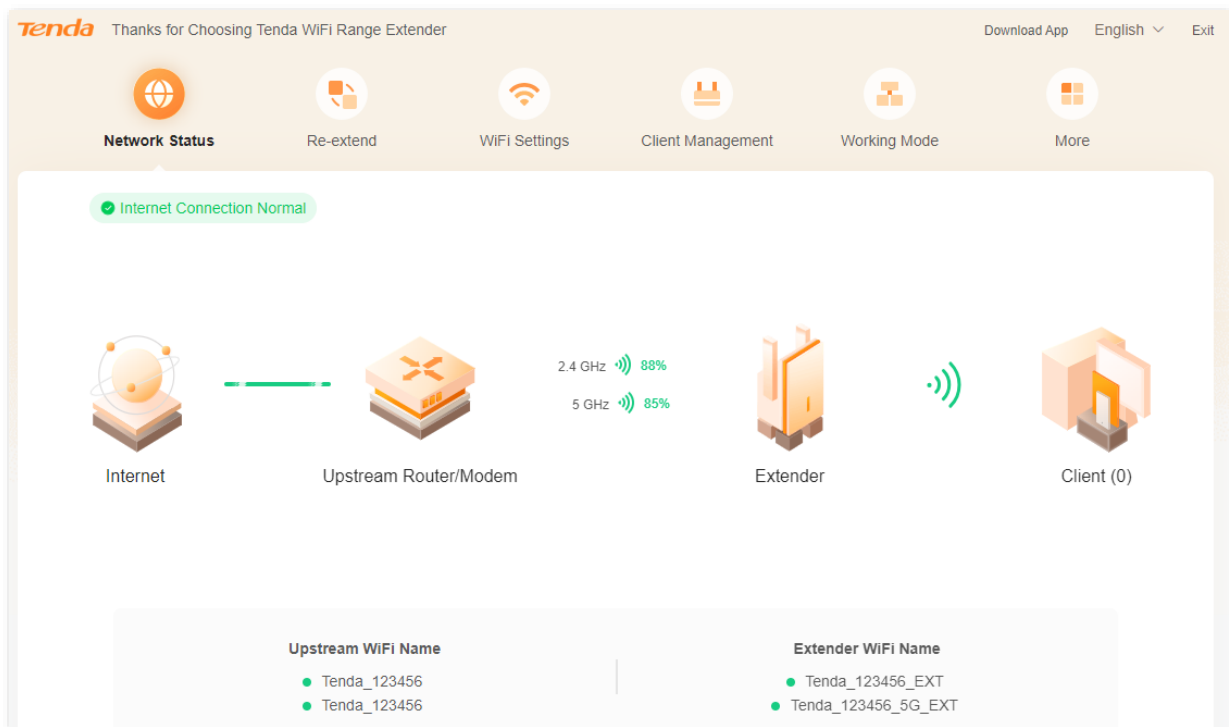 Tenda Thanks for Choosing Tenda WiFi Range Extender Download App English Exit
Network Status Re-extend WiFi Settings Client Management Working Mode More
Internet Connection Normal
2.4 GHz 88%
5 GHz 85%
Internet Upstream Router/Modem Extender Client (0)
Upstream WiFi Name Extender WiFi Name
Tenda_123456 Tenda_123456_EXT
Tenda_123456 Tenda_123456_5G_EXT